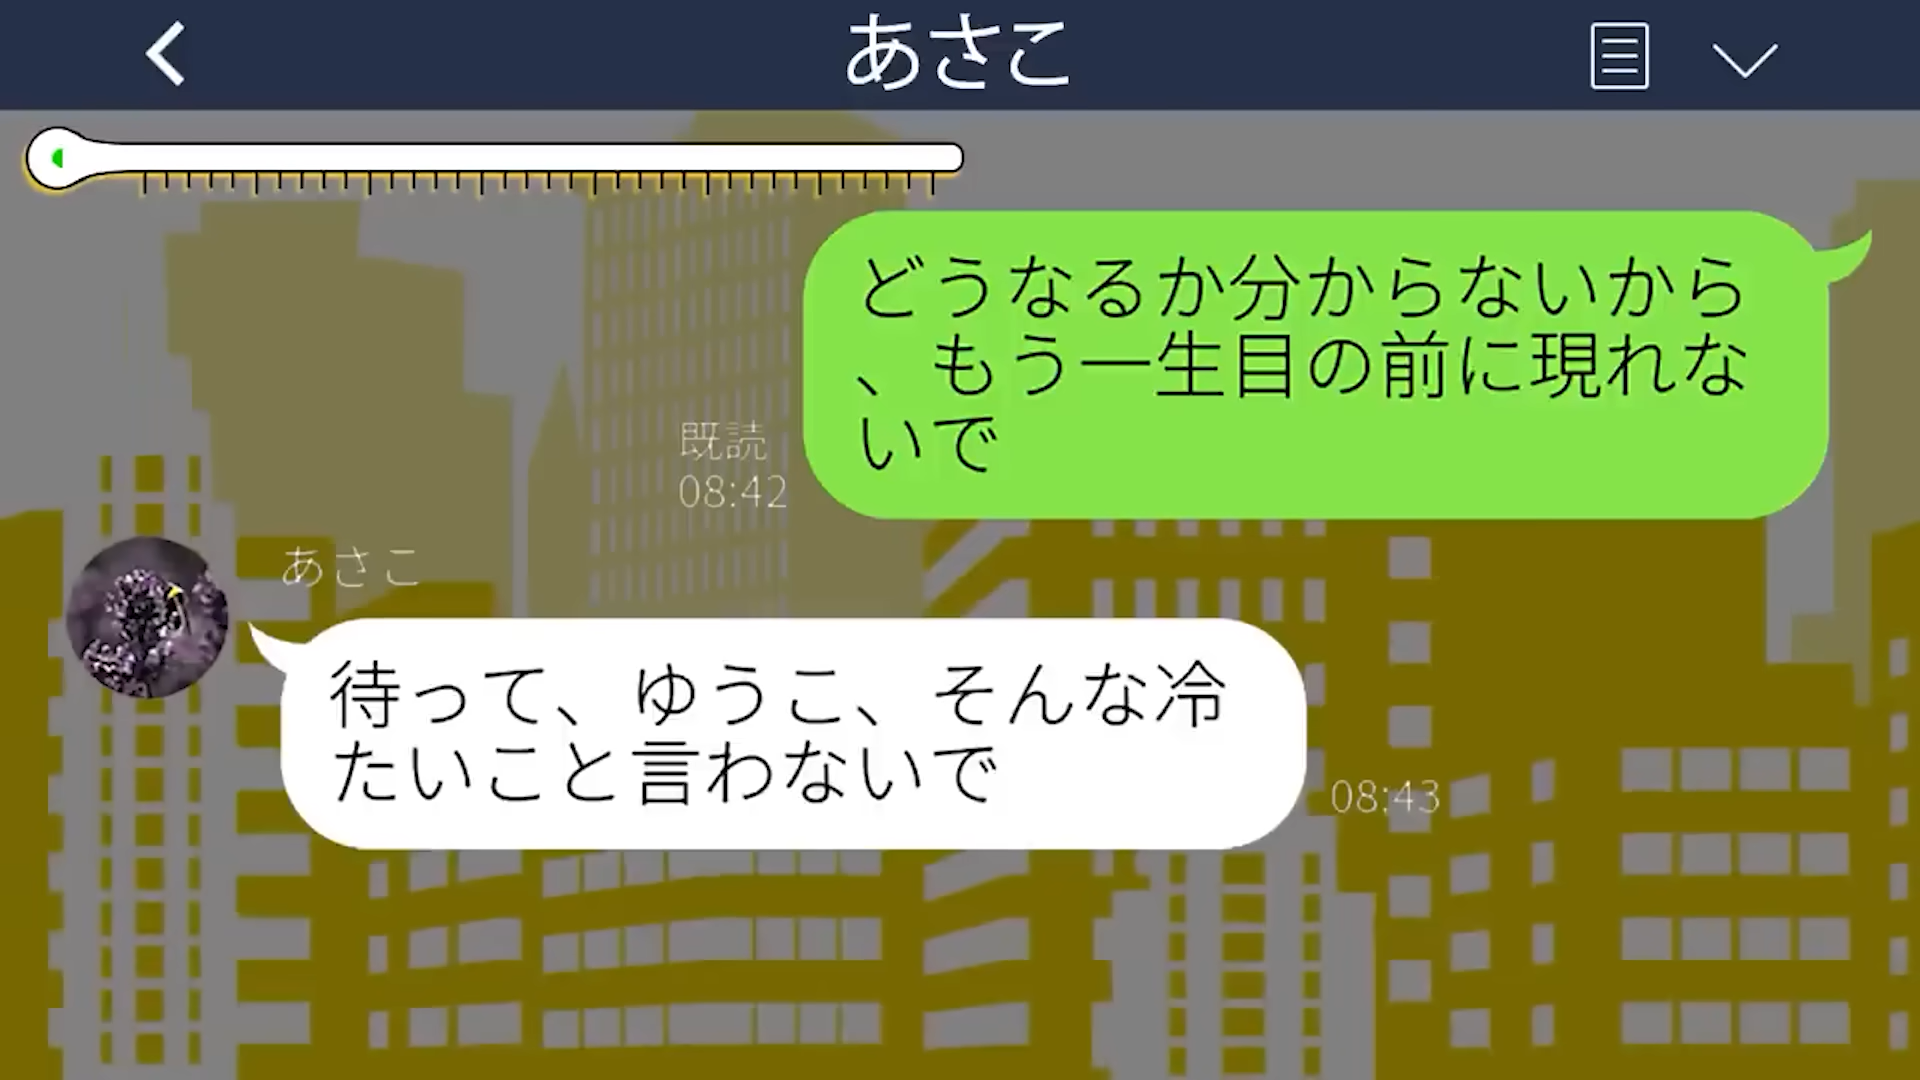 あさこ
どうなるか分からないから
、もう一生目の前に現れな
いで
既読
08:42
あさこ
待って、ゆうこ、そんな冷
たいこと言わないで
08:43